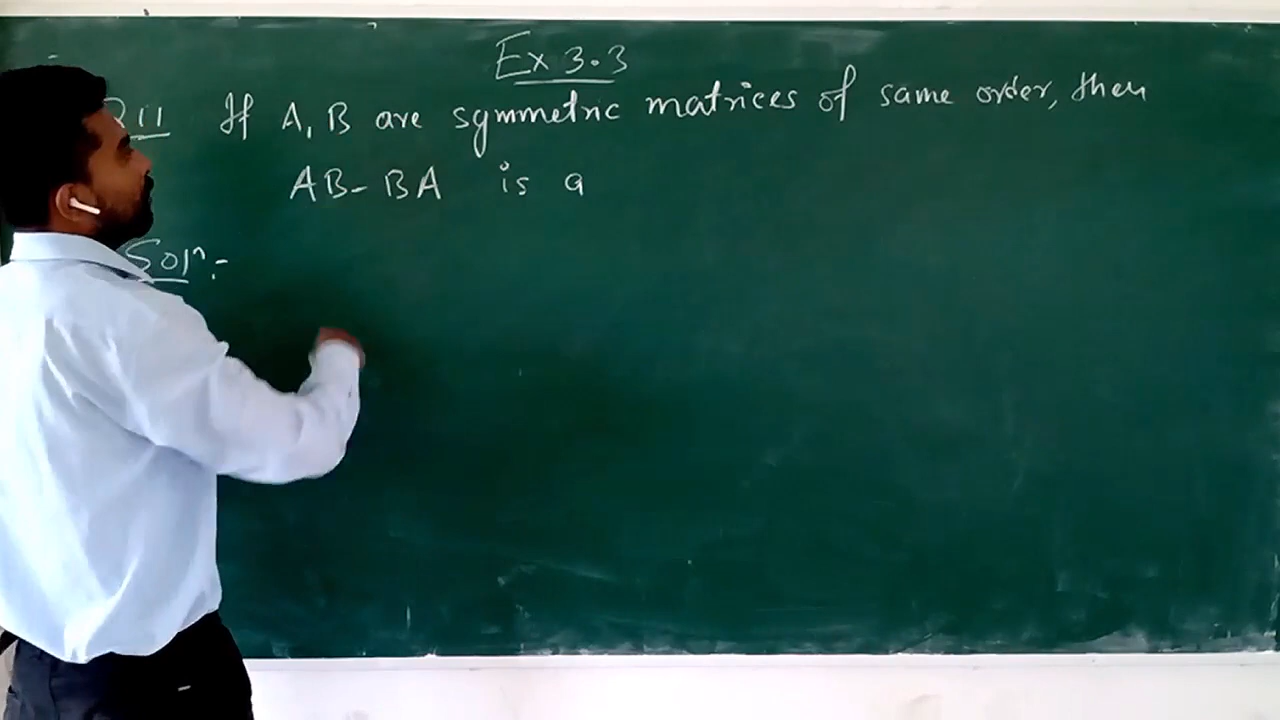 Ex 3.3
Q11 If A, B are symmetric matrices of same order, then
AB - BA is a
Solⁿ:-